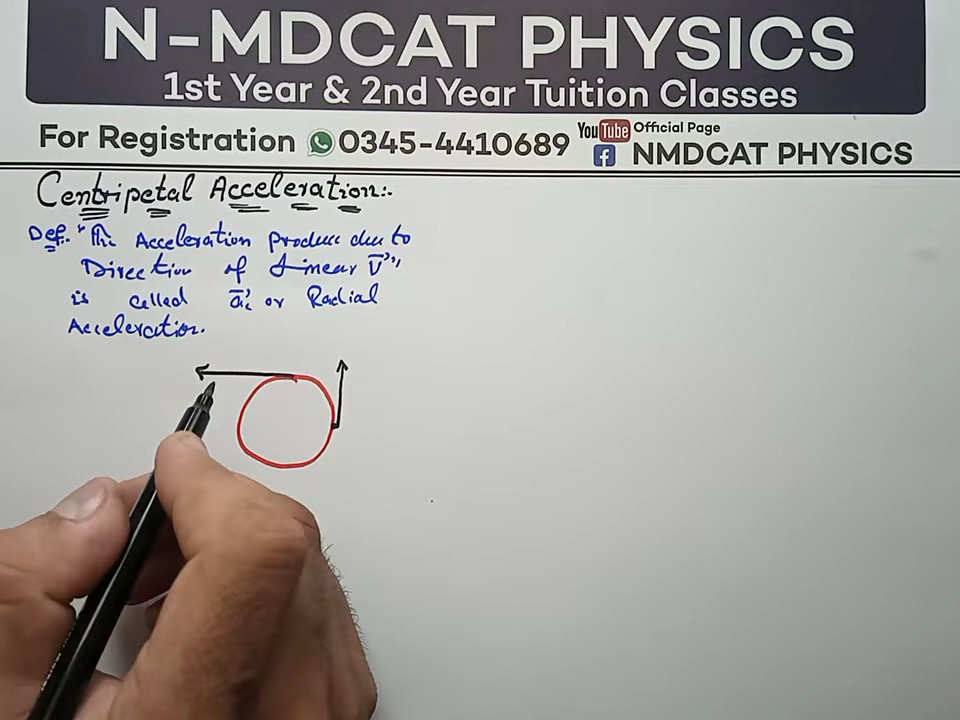 N-MDCAT PHYSICS
1st Year & 2nd Year Tuition Classes
For Registration 0345-4410689 YouTube Official Page
NMDCAT PHYSICS
Centripetal Acceleration:.
Def:. "The Acceleration produce due to
Direction of Linear V"
is called ac or Radial
Acceleration.